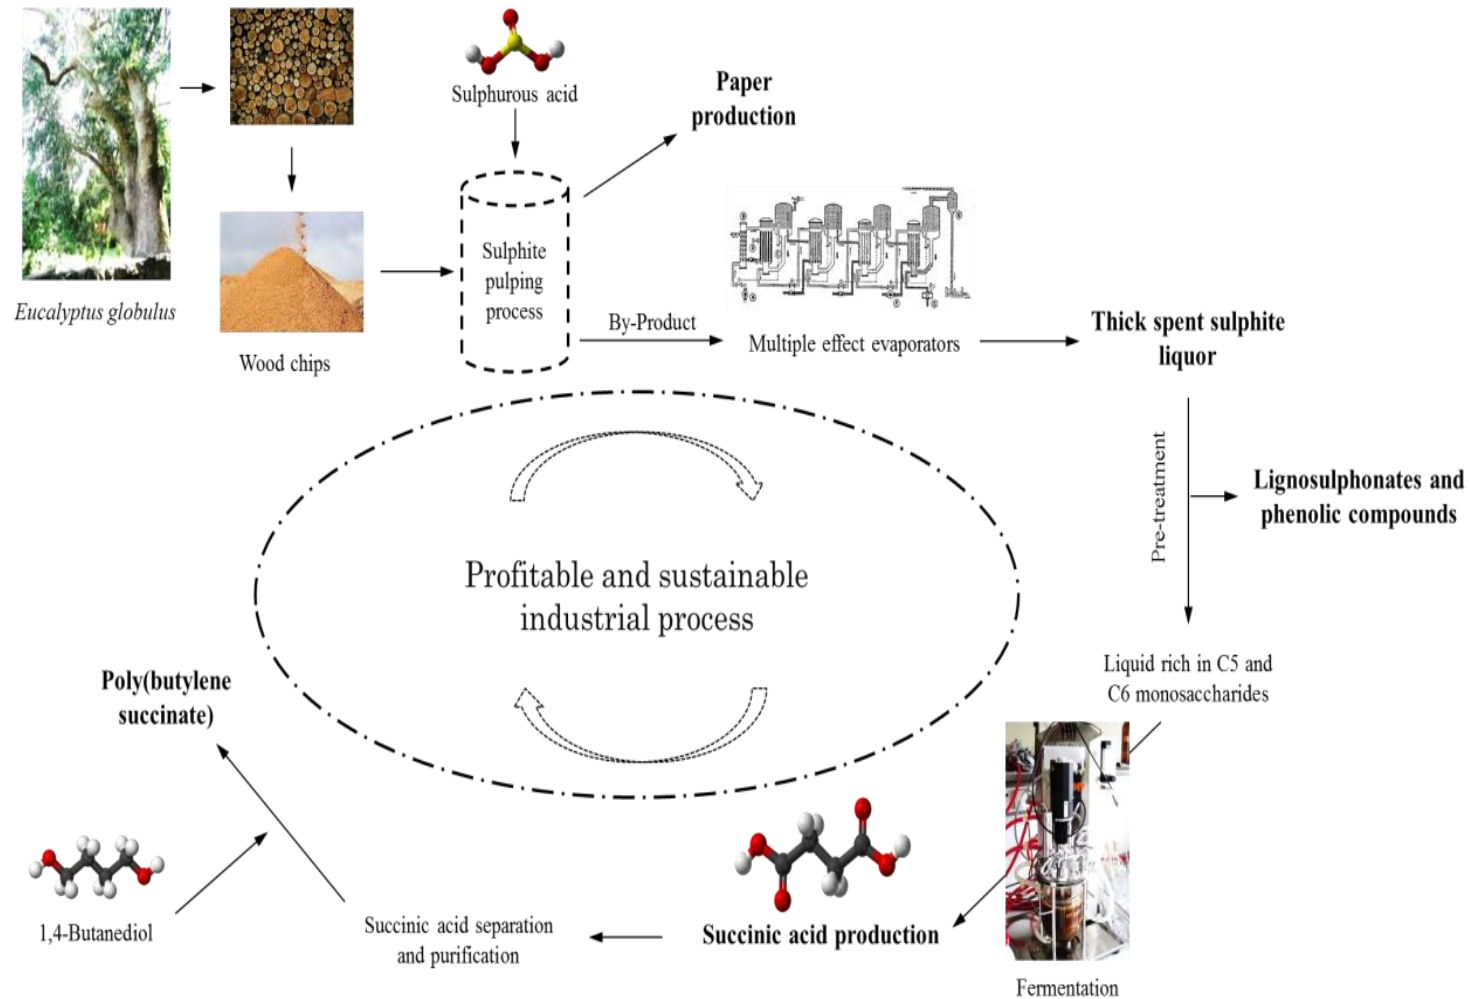 Sulphurous acid
Paper
production
Sulphite
pulping
process
Eucalyptus globulus
Wood chips
By-Product
Multiple effect evaporators
Thick spent sulphite
liquor
Pre-treatment
Lignosulphonates and
phenolic compounds
Profitable and sustainable
industrial process
Liquid rich in C5 and
C6 monosaccharides
Poly(butylene
succinate)
1,4-Butanediol
Succinic acid separation
and purification
Succinic acid production
Fermentation